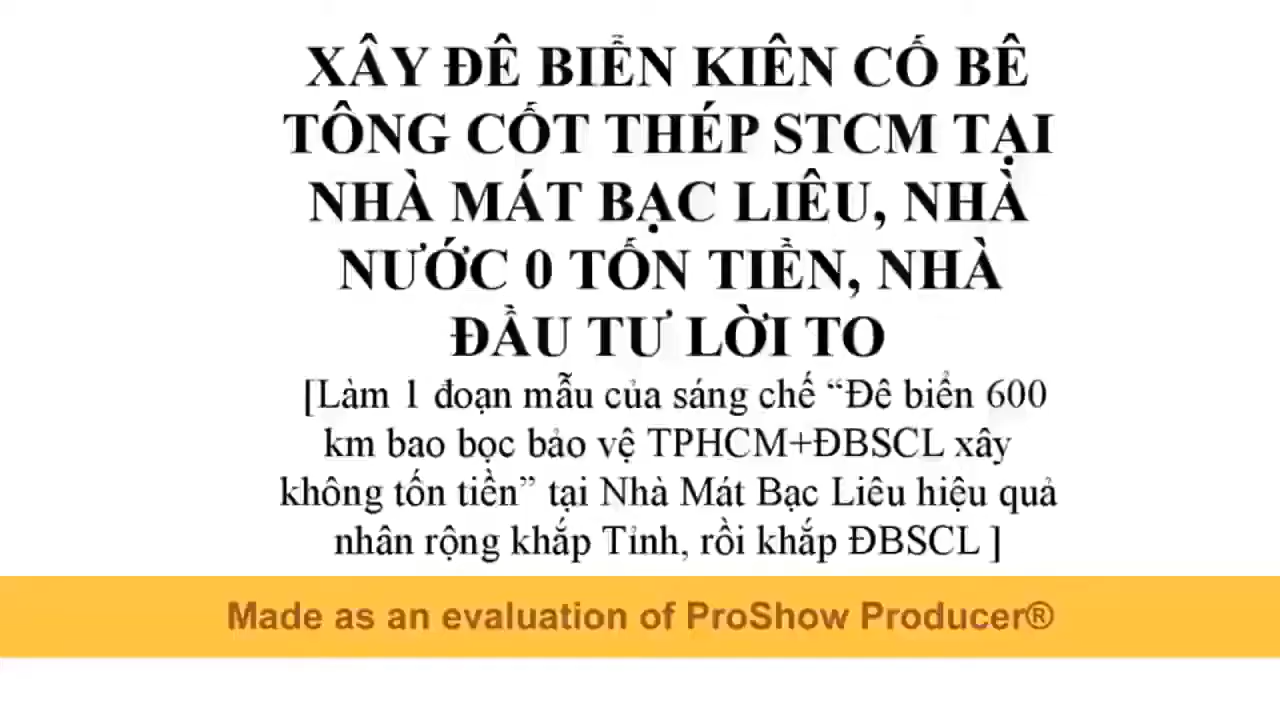 XÂY ĐÊ BIỂN KIÊN CỐ BÊ
TÔNG CỐT THÉP STCM TẠI
NHÀ MÁT BẠC LIÊU, NHÀ
NƯỚC 0 TỐN TIỀN, NHÀ
ĐẦU TƯ LỜI TO
[Làm 1 đoạn mẫu của sáng chế “Đê biển 600
km bao bọc bảo vệ TPHCM+ĐBSCL xây
không tốn tiền” tại Nhà Mát Bạc Liêu hiệu quả
nhân rộng khắp Tỉnh, rồi khắp ĐBSCL ]
Made as an evaluation of ProShow Producer®